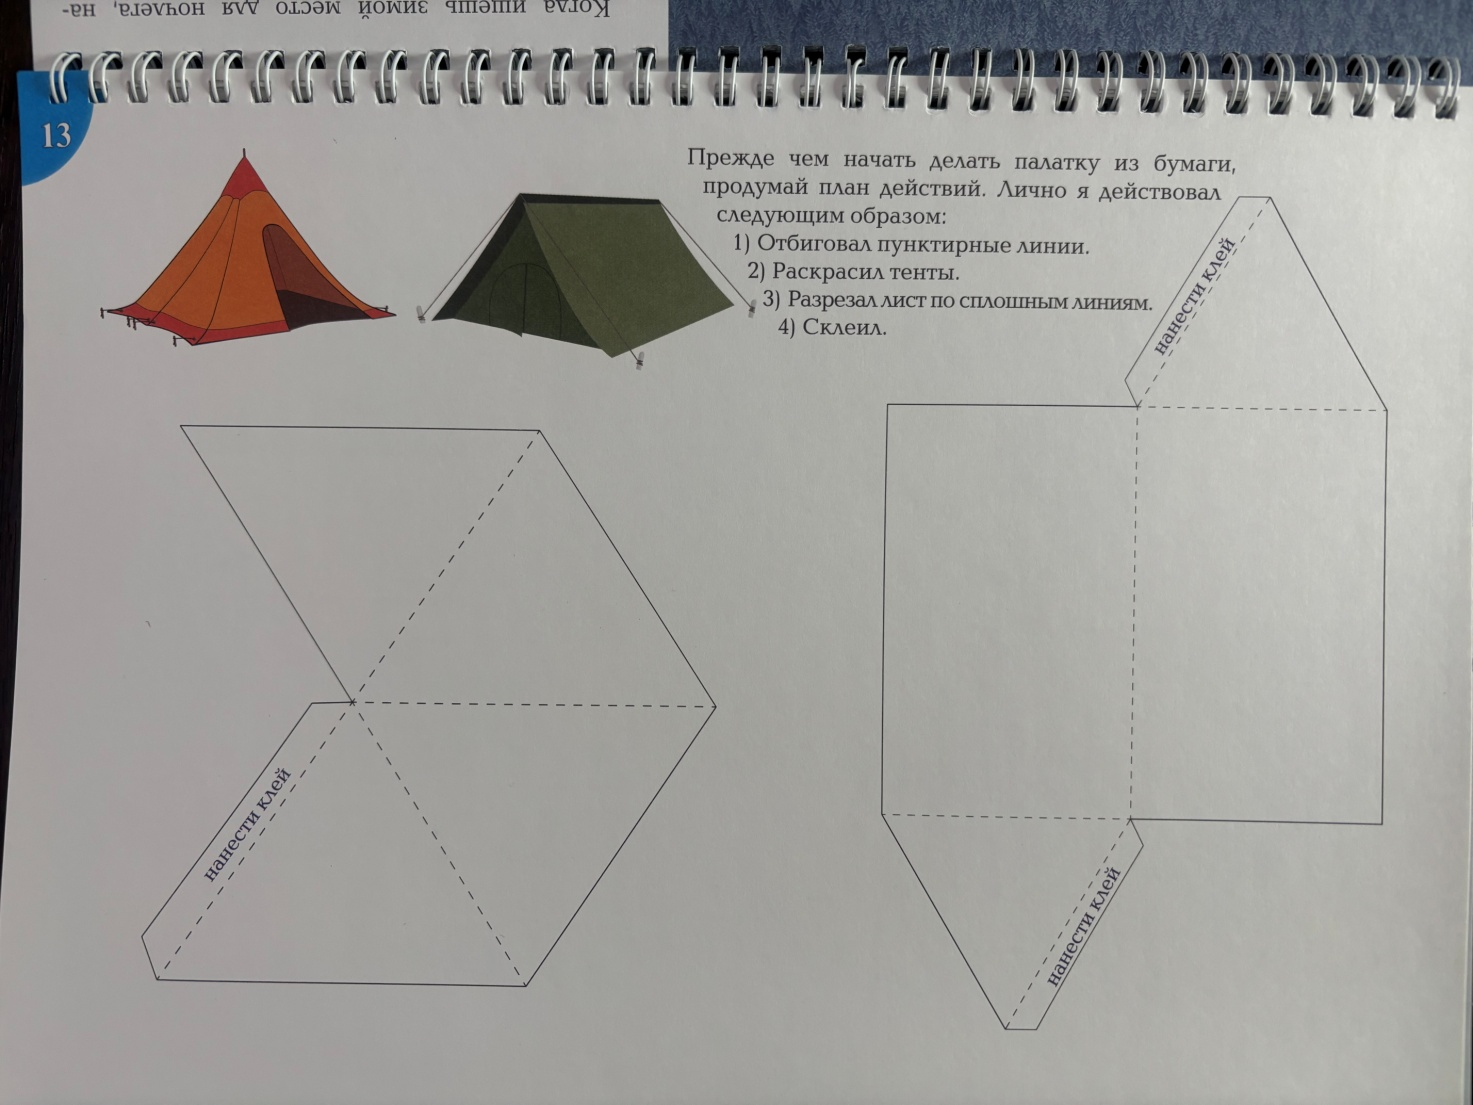 Когда ищешь зимой место для ночлега, на-
13
Прежде чем начать делать палатку из бумаги,
продумай план действий. Лично я действовал
следующим образом:
1) Отбиговал пунктирные линии.
2) Раскрасил тенты.
3) Разрезал лист по сплошным линиям.
4) Склеил.
нанести клей
нанести клей
нанести клей